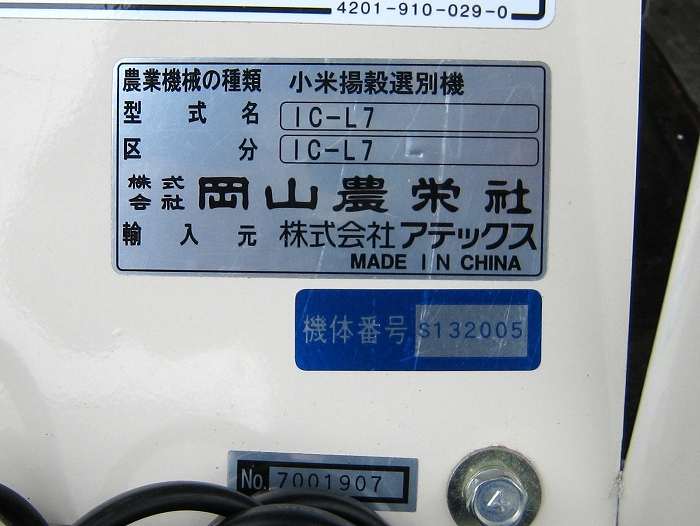 4201-910-029-0
農業機械の種類 小米揚穀選別機
型式名 IC-L7
区分 IC-L7
株式会社 岡山農栄社
輸入元 株式会社アテックス
MADE IN CHINA
機体番号 S132005
No. 7001907
4